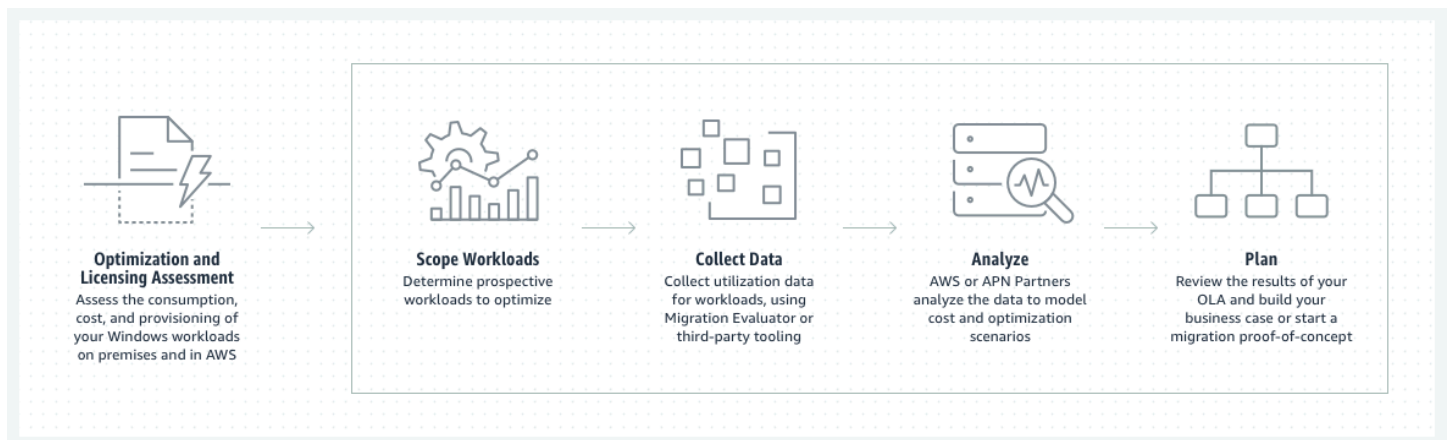 Optimization and
Licensing Assessment
Assess the consumption,
cost, and provisioning of
your Windows workloads
on premises and in AWS
Scope Workloads
Determine prospective
workloads to optimize
Collect Data
Collect utilization data
for workloads, using
Migration Evaluator or
third-party tooling
Analyze
AWS or APN Partners
analyze the data to model
cost and optimization
scenarios
Plan
Review the results of your
OLA and build your
business case or start a
migration proof-of-concept